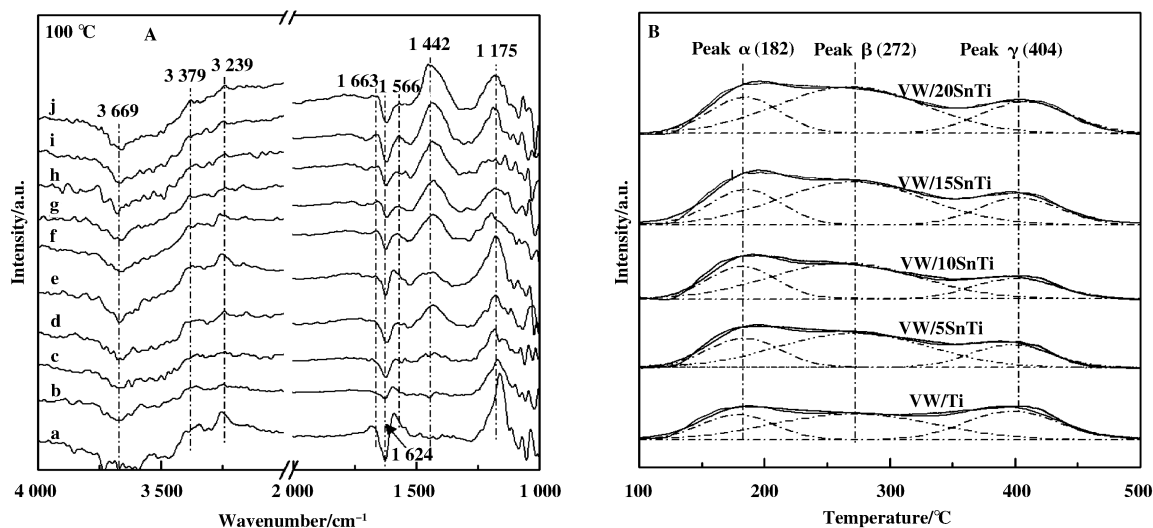 100 ℃
A
1 442
1 175
3 379
3 239
1 663
1 566
3 669
j
i
h
g
f
e
d
c
b
a
1 624
Intensity/a.u.
4 000
3 500
2 000
1 500
1 000
Wavenumber/cm⁻¹
B
Peak α (182)
Peak β (272)
Peak γ (404)
VW/20SnTi
VW/15SnTi
VW/10SnTi
VW/5SnTi
VW/Ti
Intensity/a.u.
100
200
300
400
500
Temperature/℃